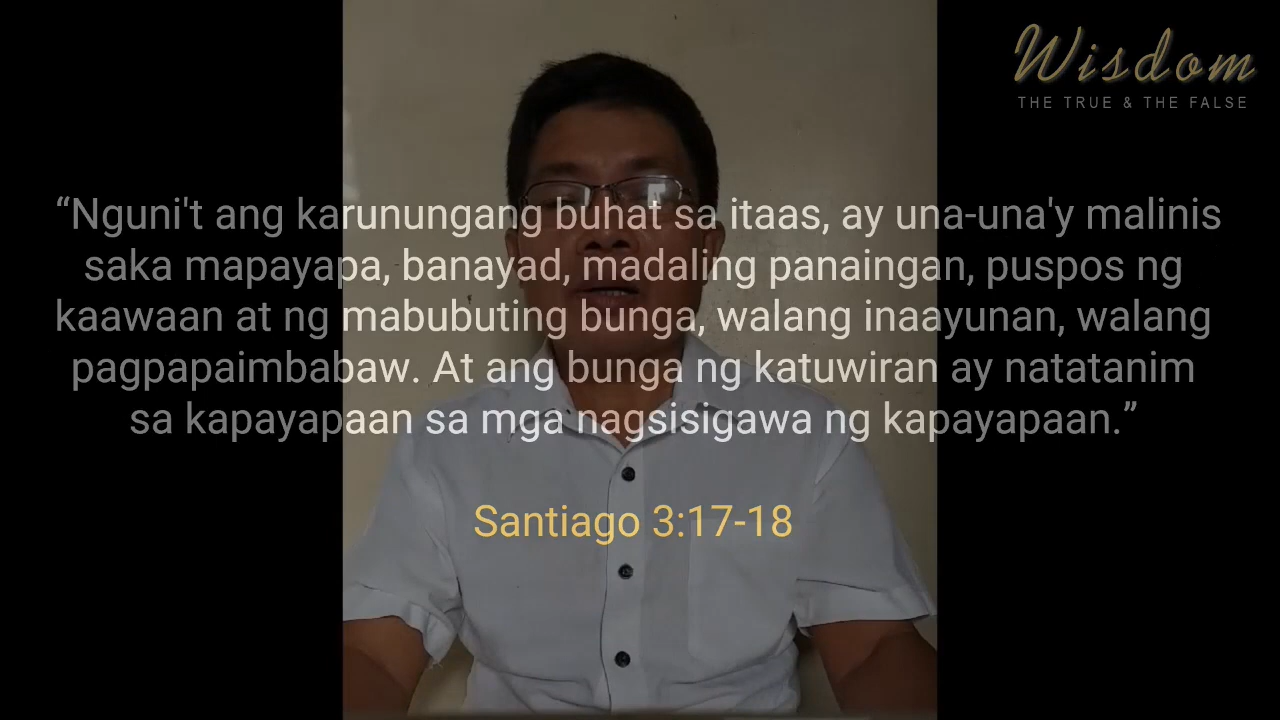 Wisdom
THE TRUE & THE FALSE
“Nguni't ang karunungang buhat sa itaas, ay una-una'y malinis
saka mapayapa, banayad, madaling panaingan, puspos ng
kaawaan at ng mabubuting bunga, walang inaayunan, walang
pagpapaimbabaw. At ang bunga ng katuwiran ay natatanim
sa kapayapaan sa mga nagsisigawa ng kapayapaan.”
Santiago 3:17-18